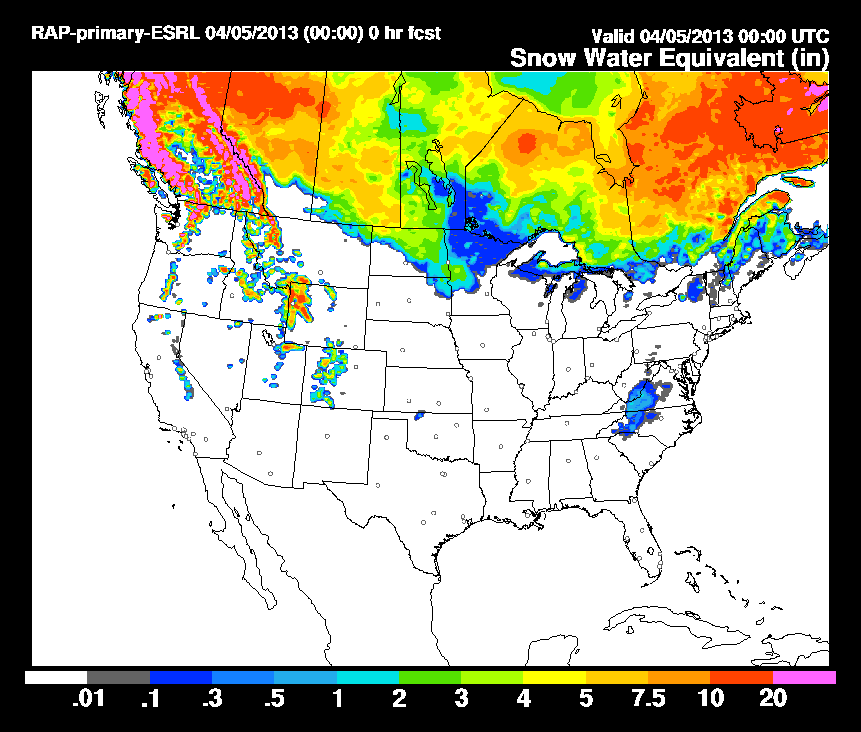 RAP-primary-ESRL 04/05/2013 (00:00) 0 hr fcst
Valid 04/05/2013 00:00 UTC
Snow Water Equivalent (in)
.01 .1 .3 .5 1 2 3 4 5 7.5 10 20